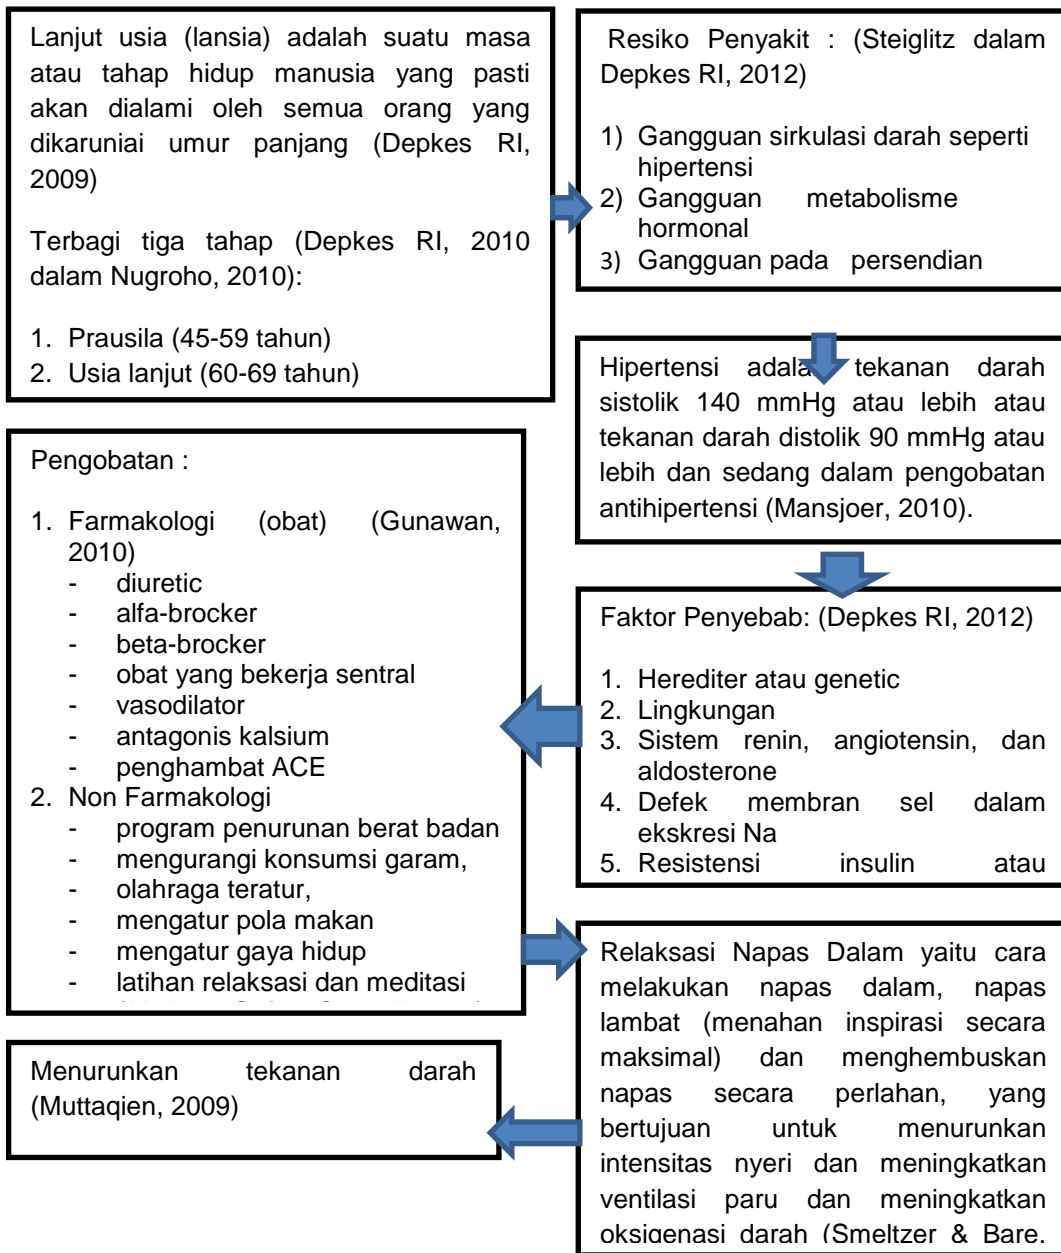 Lanjut usia (lansia) adalah suatu masa
atau tahap hidup manusia yang pasti
akan dialami oleh semua orang yang
dikaruniai umur panjang (Depkes RI,
2009)
Terbagi tiga tahap (Depkes RI, 2010
dalam Nugroho, 2010):
1. Prausila (45-59 tahun)
2. Usia lanjut (60-69 tahun)
Resiko Penyakit : (Steiglitz dalam
Depkes RI, 2012)
1) Gangguan sirkulasi darah seperti
hipertensi
2) Gangguan metabolisme
hormonal
3) Gangguan pada persendian
Hipertensi adala tekanan darah
sistolik 140 mmHg atau lebih atau
tekanan darah distolik 90 mmHg atau
lebih dan sedang dalam pengobatan
antihipertensi (Mansjoer, 2010).
Faktor Penyebab: (Depkes RI, 2012)
1. Herediter atau genetic
2. Lingkungan
3. Sistem renin, angiotensin, dan
aldosterone
4. Defek membran sel dalam
ekskresi Na
5. Resistensi insulin atau
Pengobatan :
1. Farmakologi (obat) (Gunawan,
2010)
- diuretic
- alfa-brocker
- beta-brocker
- obat yang bekerja sentral
- vasodilator
- antagonis kalsium
- penghambat ACE
2. Non Farmakologi
- program penurunan berat badan
- mengurangi konsumsi garam,
- olahraga teratur,
- mengatur pola makan
- mengatur gaya hidup
- latihan relaksasi dan meditasi
Relaksasi Napas Dalam yaitu cara
melakukan napas dalam, napas
lambat (menahan inspirasi secara
maksimal) dan menghembuskan
napas secara perlahan, yang
bertujuan untuk menurunkan
intensitas nyeri dan meningkatkan
ventilasi paru dan meningkatkan
oksigenasi darah (Smeltzer & Bare,
Menurunkan tekanan darah
(Muttaqien, 2009)